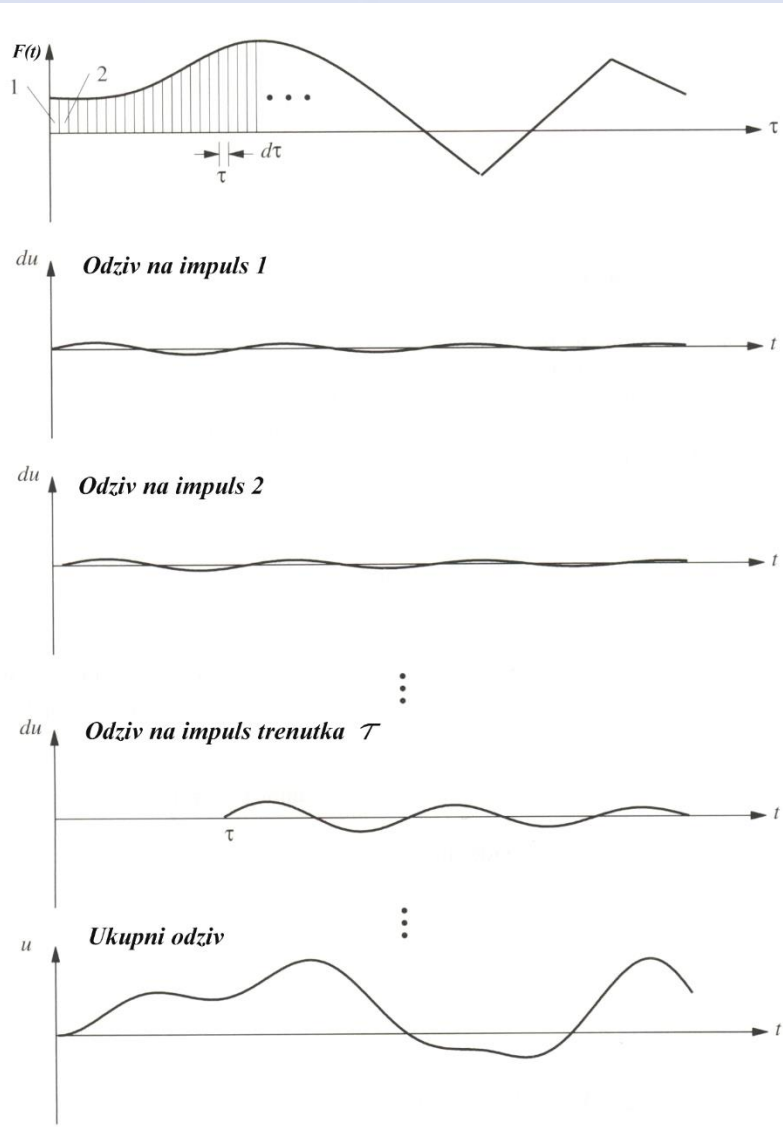 F(t)
1
2
τ
dτ
τ
du
Odziv na impuls 1
t
du
Odziv na impuls 2
t
du
Odziv na impuls trenutka τ
t
τ
u
Ukupni odziv
t